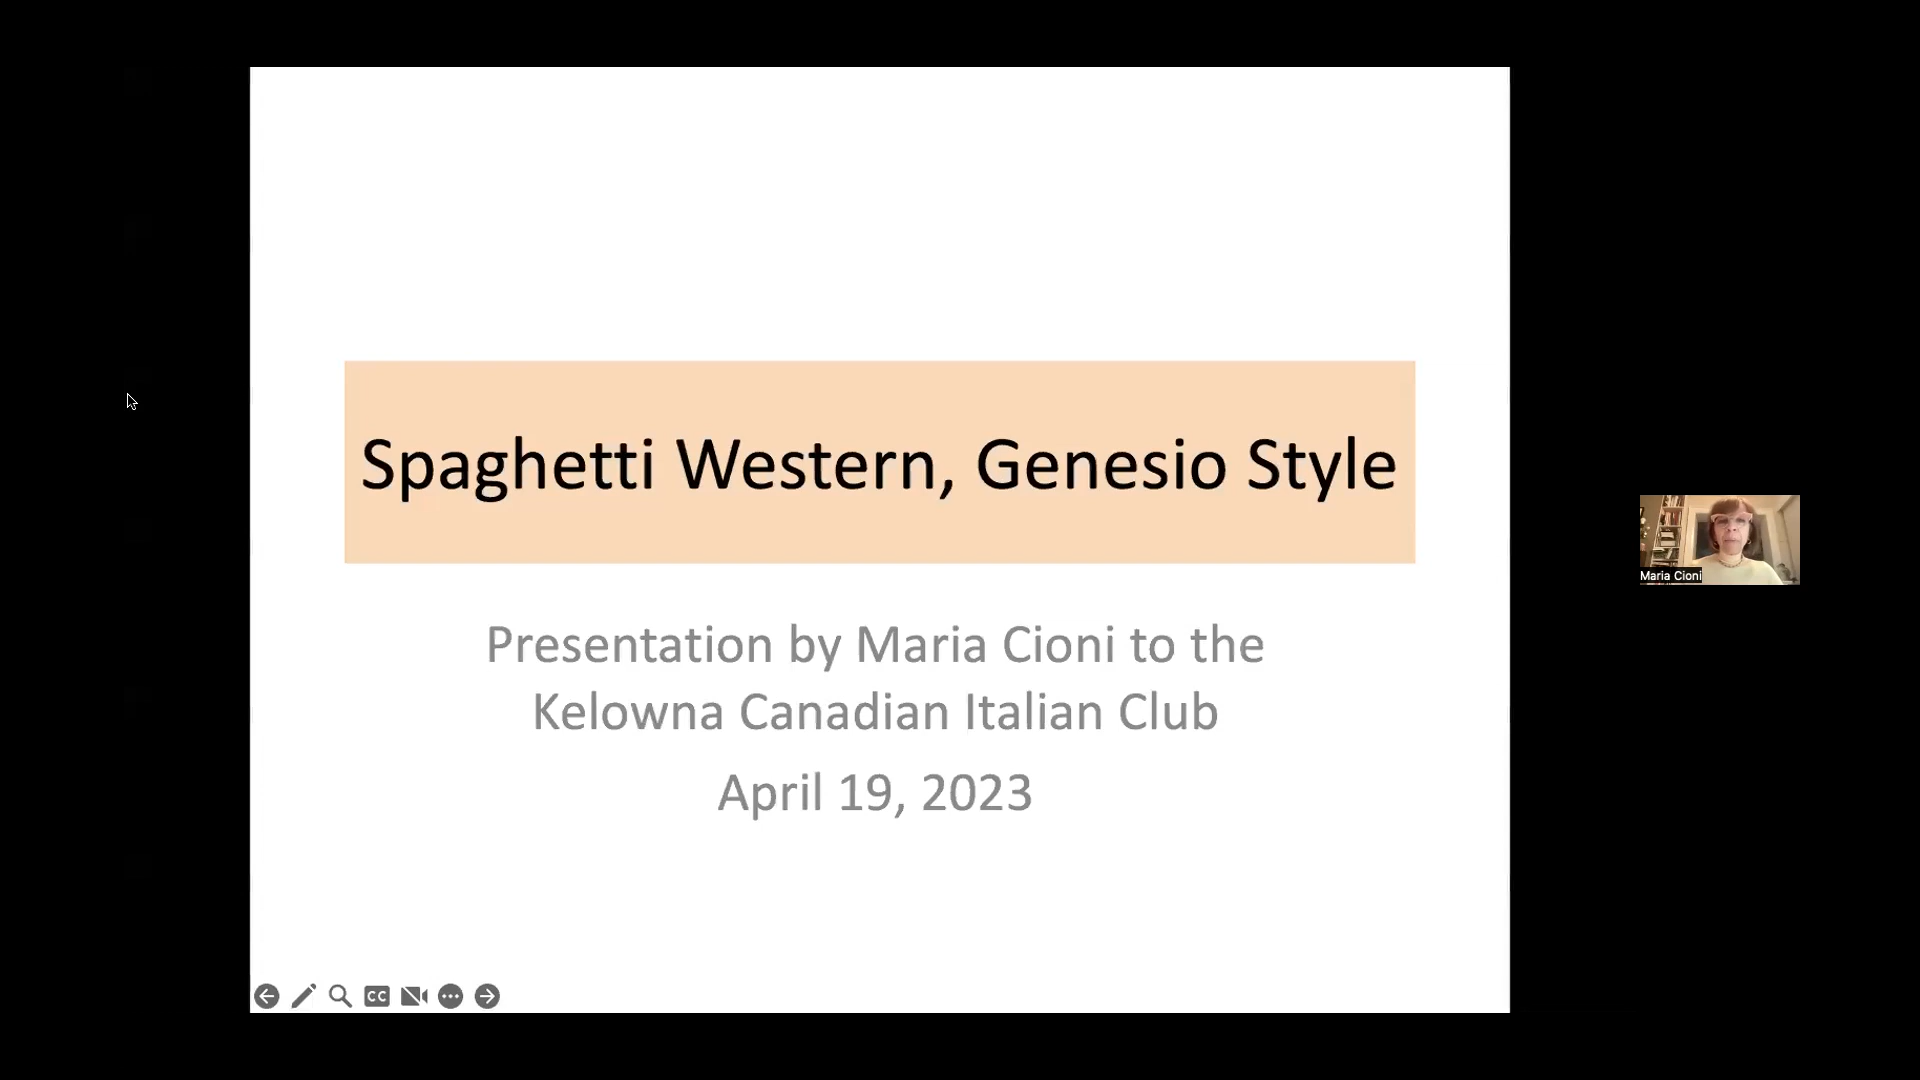 Spaghetti Western, Genesio Style
Presentation by Maria Cioni to the
Kelowna Canadian Italian Club
April 19, 2023
Maria Cioni
CC